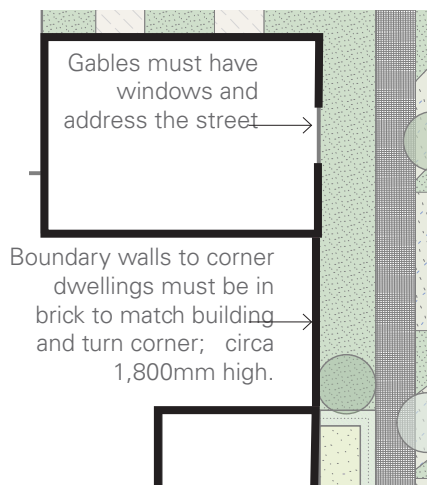 Gables must have
windows and
address the street
Boundary walls to corner
dwellings must be in
brick to match building
and turn corner;   circa
1,800mm high.